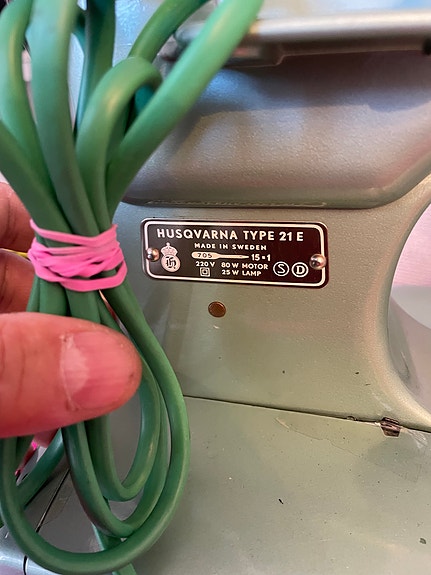 HUSQVARNA TYPE 21 E
MADE IN SWEDEN
705 15•1
220 V 80 W MOTOR S D
25 W LAMP